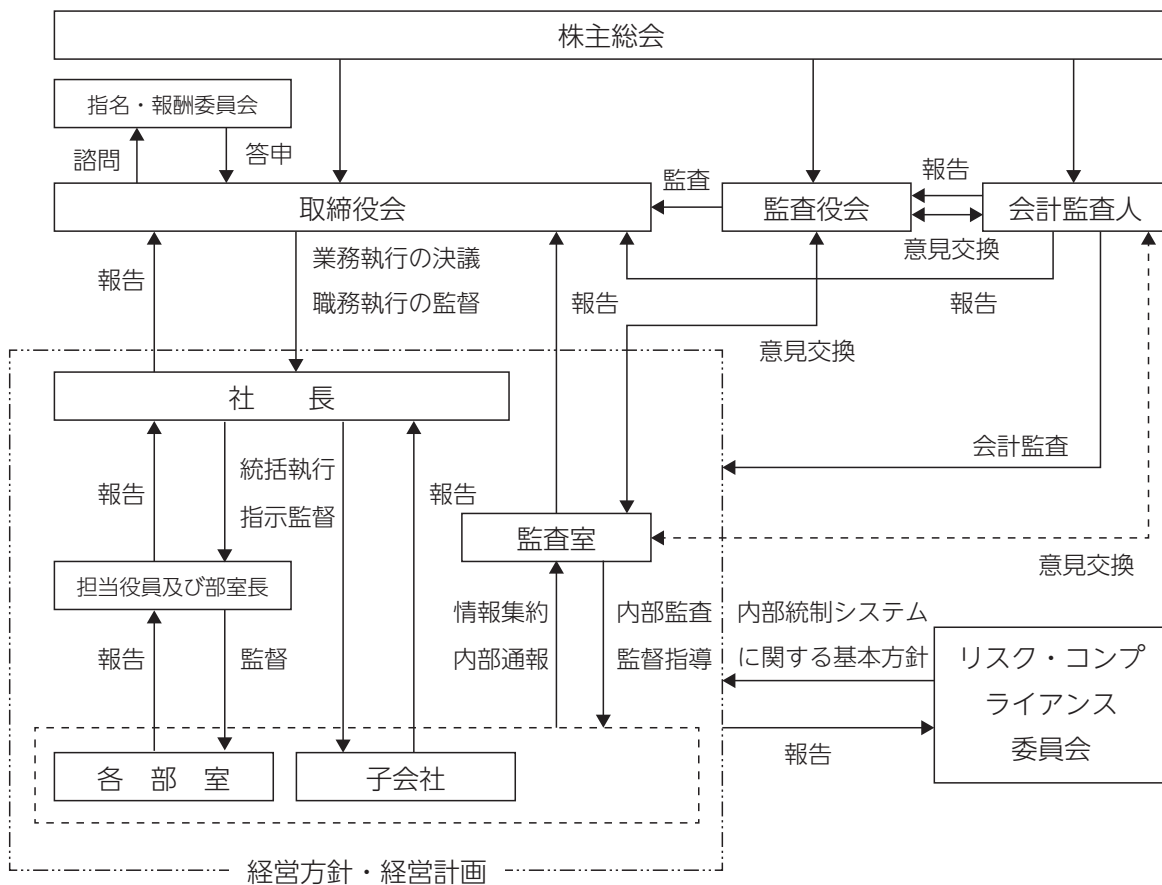 株主総会
指名・報酬委員会
諮問
答申
取締役会
監査
監査役会
報告
意見交換
会計監査人
報告
業務執行の決議
職務執行の監督
報告
意見交換
報告
社　　長
会計監査
報告
統括執行
指示監督
報告
監査室
意見交換
担当役員及び部室長
報告
監督
情報集約
内部通報
内部監査
監督指導
内部統制システム
に関する基本方針
リスク・コンプ
ライアンス
委員会
報告
各　部　室
子会社
経営方針・経営計画